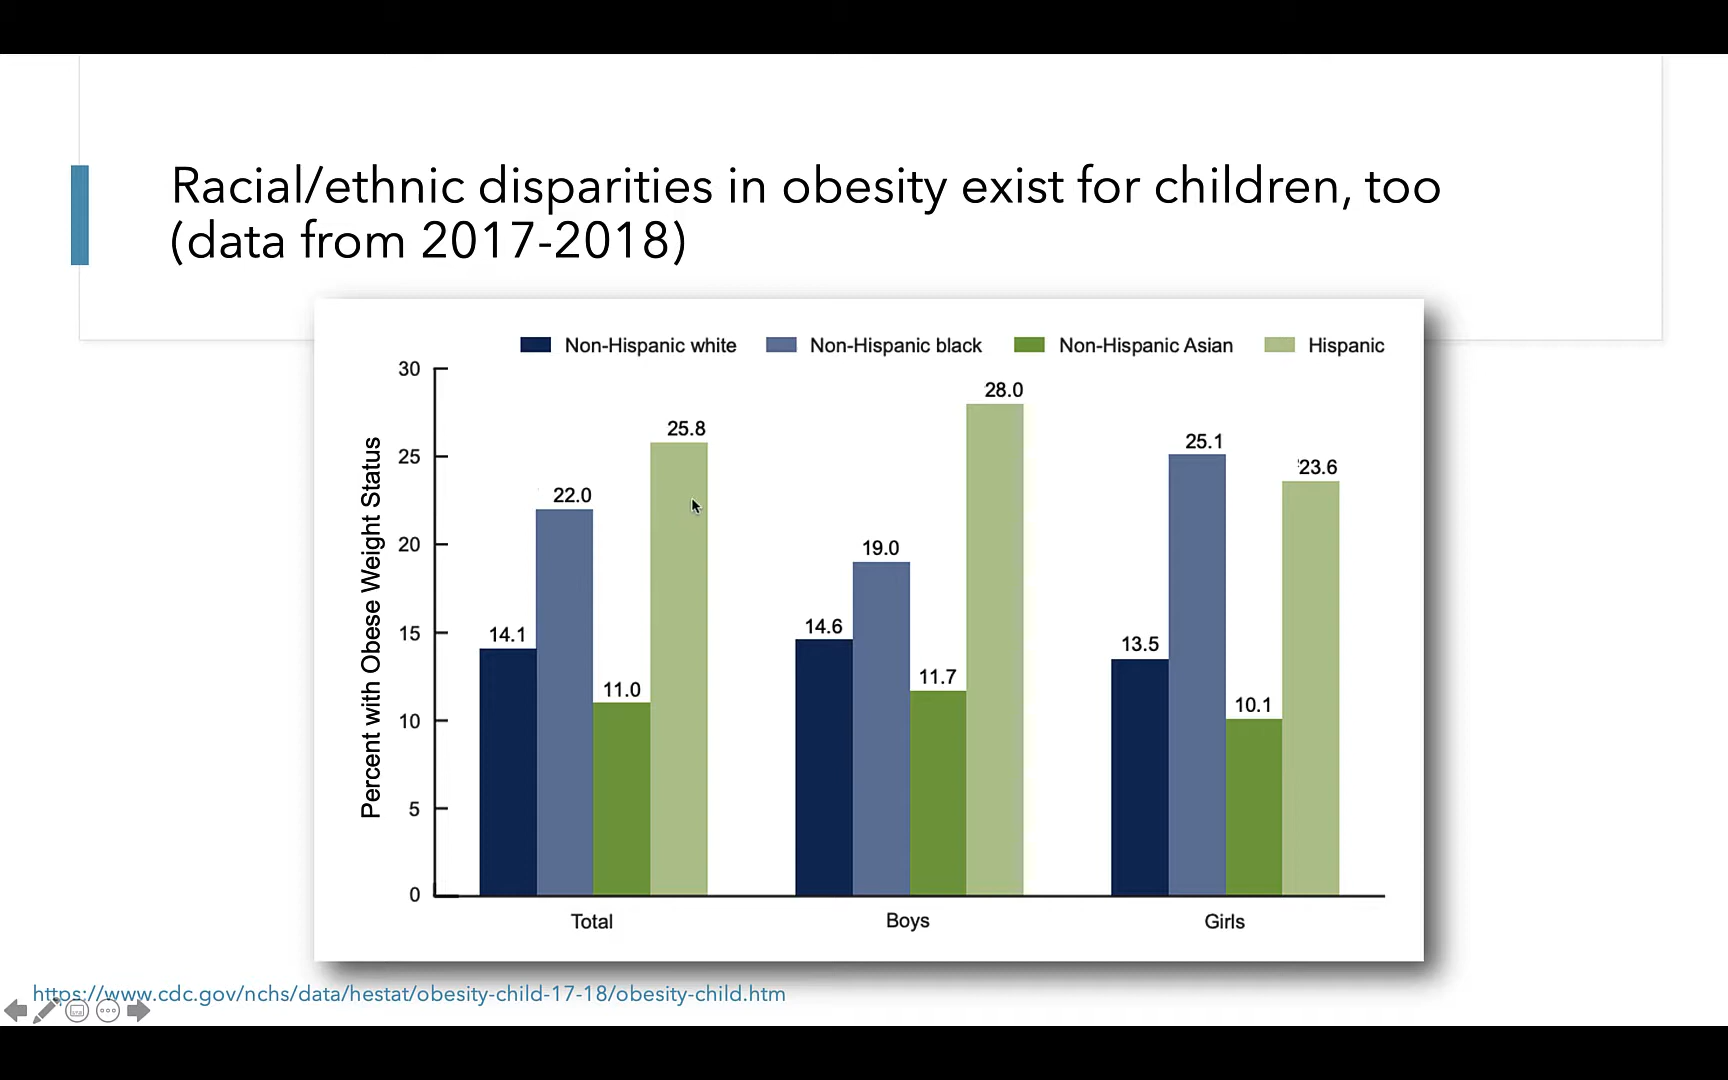 Racial/ethnic disparities in obesity exist for children, too
(data from 2017-2018)
Non-Hispanic white Non-Hispanic black Non-Hispanic Asian Hispanic
Percent with Obese Weight Status
30
25
20
15
10
5
0
14.1 22.0 11.0 25.8
14.6 19.0 11.7 28.0
13.5 25.1 10.1 23.6
Total Boys Girls
https://www.cdc.gov/nchs/data/hestat/obesity-child-17-18/obesity-child.htm